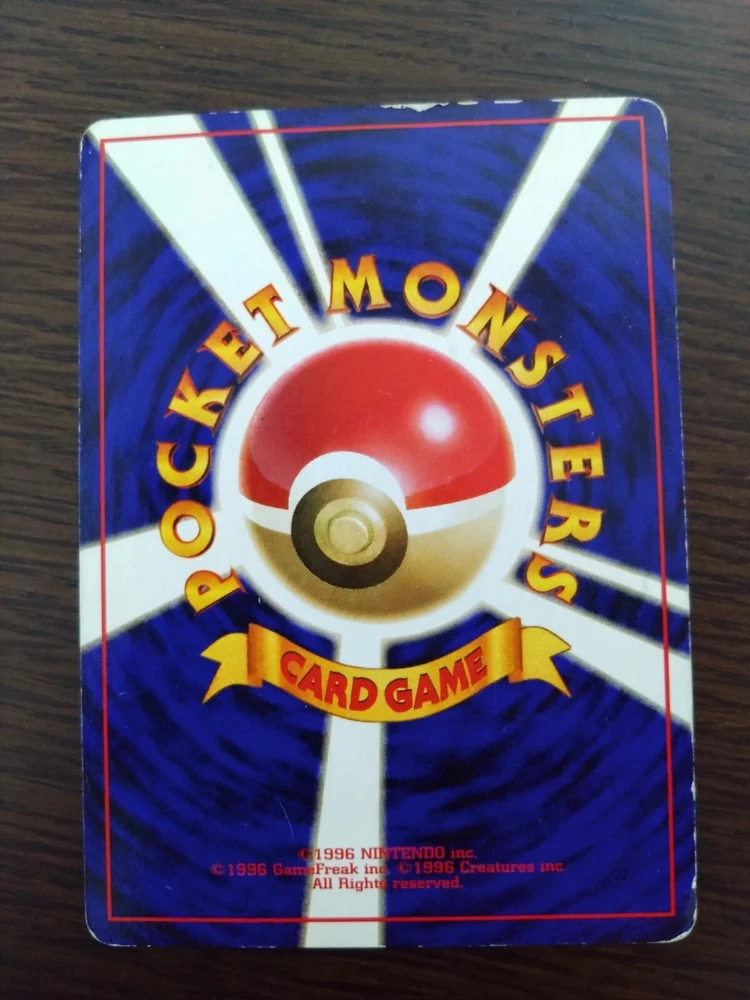 POCKET MONSTERS
CARD GAME
©1996 NINTENDO inc.
©1996 GameFreak inc. ©1996 Creatures inc.
All Rights reserved.